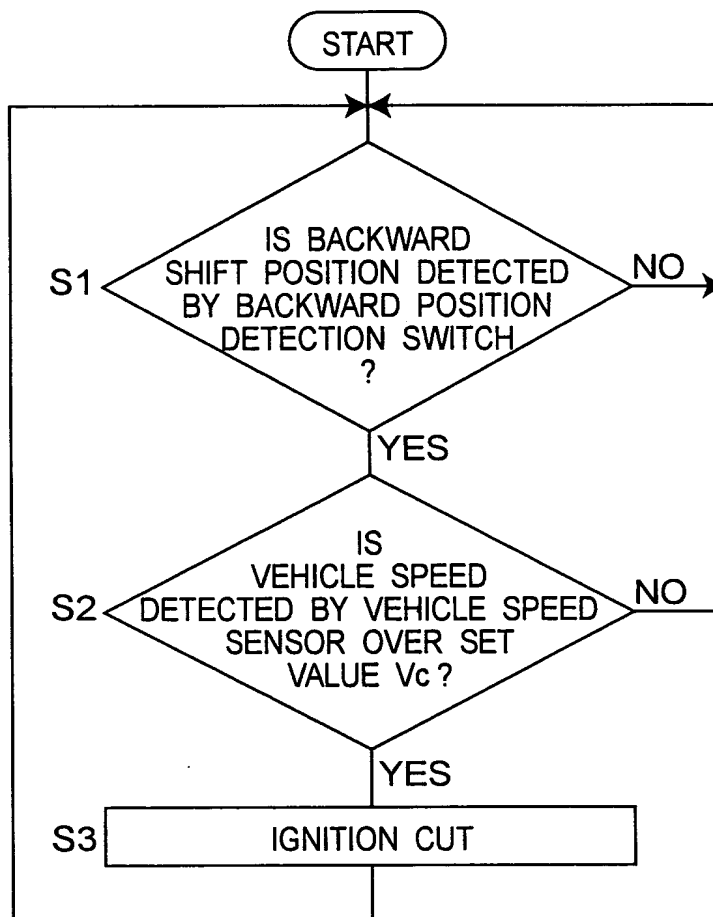 START
IS BACKWARD
SHIFT POSITION DETECTED
BY BACKWARD POSITION
DETECTION SWITCH
?
S1
NO
YES
IS
VEHICLE SPEED
DETECTED BY VEHICLE SPEED
SENSOR OVER SET
VALUE Vc ?
S2
NO
YES
S3
IGNITION CUT